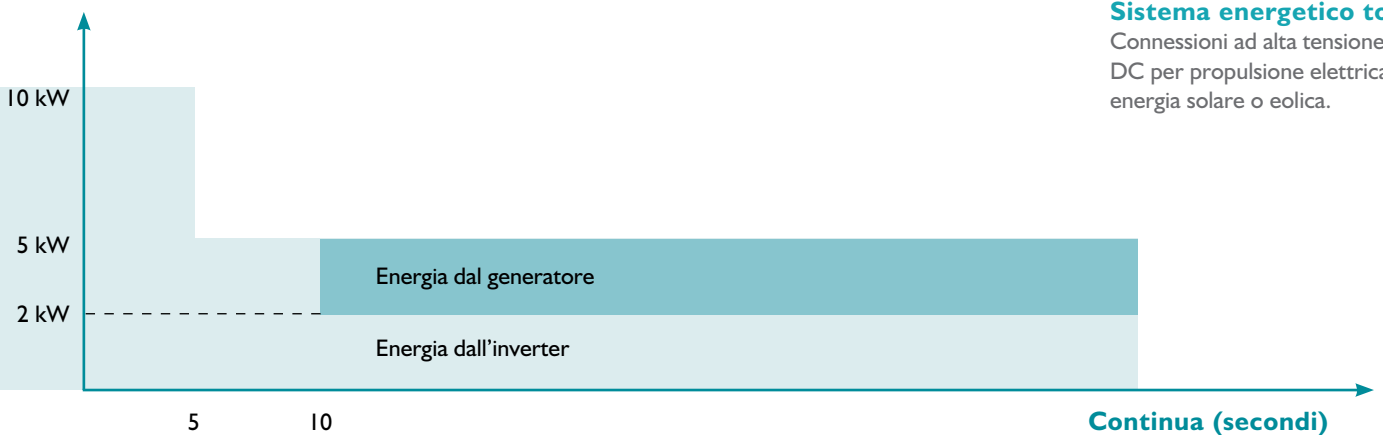 Sistema energetico
Connessioni ad alta tensione
DC per propulsione elettrica
energia solare o eolica.
10 kW
5 kW
2 kW
Energia dal generatore
Energia dall'inverter
5 10 Continua (secondi)